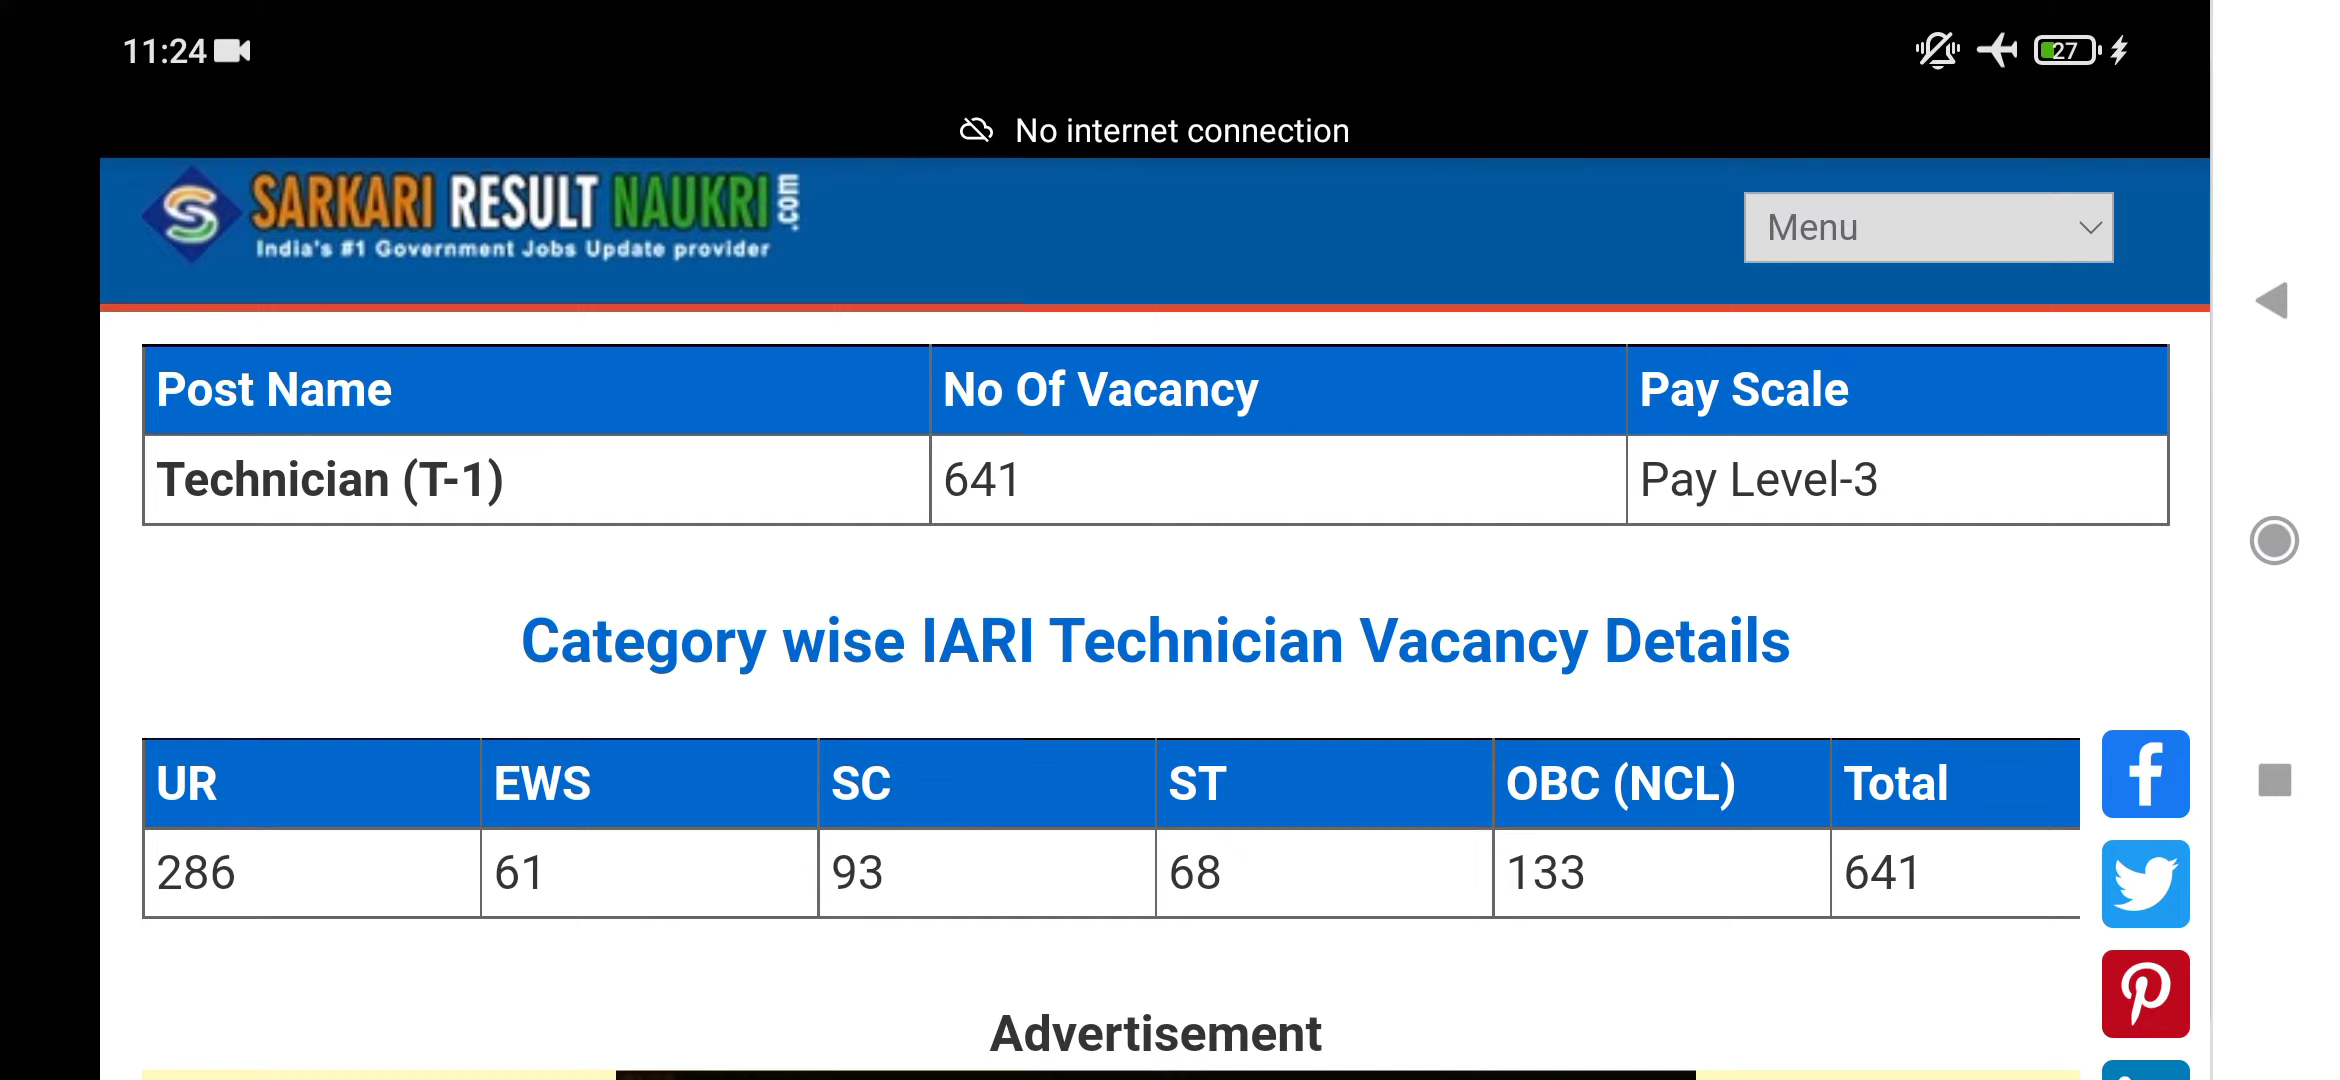 11:24
27
No internet connection
SARKARI RESULT NAUKRI.com
India's #1 Government Jobs Update provider
Menu
Post Name No Of Vacancy Pay Scale
Technician (T-1) 641 Pay Level-3
Category wise IARI Technician Vacancy Details
UR EWS SC ST OBC (NCL) Total
286 61 93 68 133 641
Advertisement